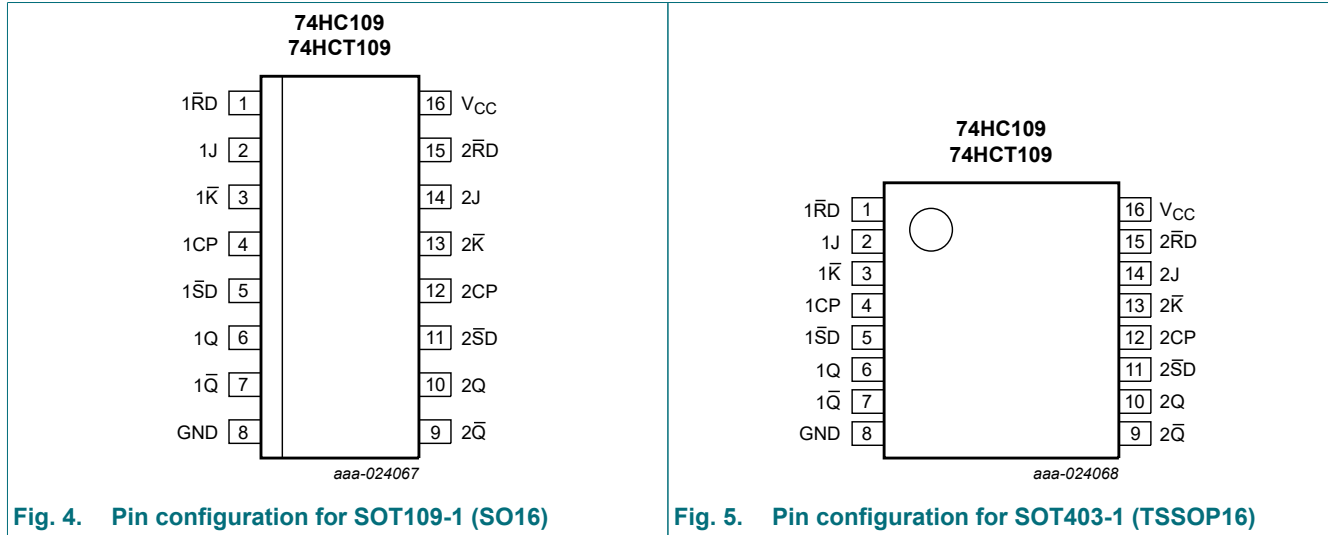 74HC109
74HCT109
1R̅D 1
16 VCC
1J 2
15 2R̅D
1K̅ 3
14 2J
1CP 4
13 2K̅
1S̅D 5
12 2CP
1Q 6
11 2S̅D
1Q̅ 7
10 2Q
GND 8
9 2Q̅
aaa-024067
Fig. 4. Pin configuration for SOT109-1 (SO16)
74HC109
74HCT109
1R̅D 1
16 VCC
1J 2
15 2R̅D
1K̅ 3
14 2J
1CP 4
13 2K̅
1S̅D 5
12 2CP
1Q 6
11 2S̅D
1Q̅ 7
10 2Q
GND 8
9 2Q̅
aaa-024068
Fig. 5. Pin configuration for SOT403-1 (TSSOP16)